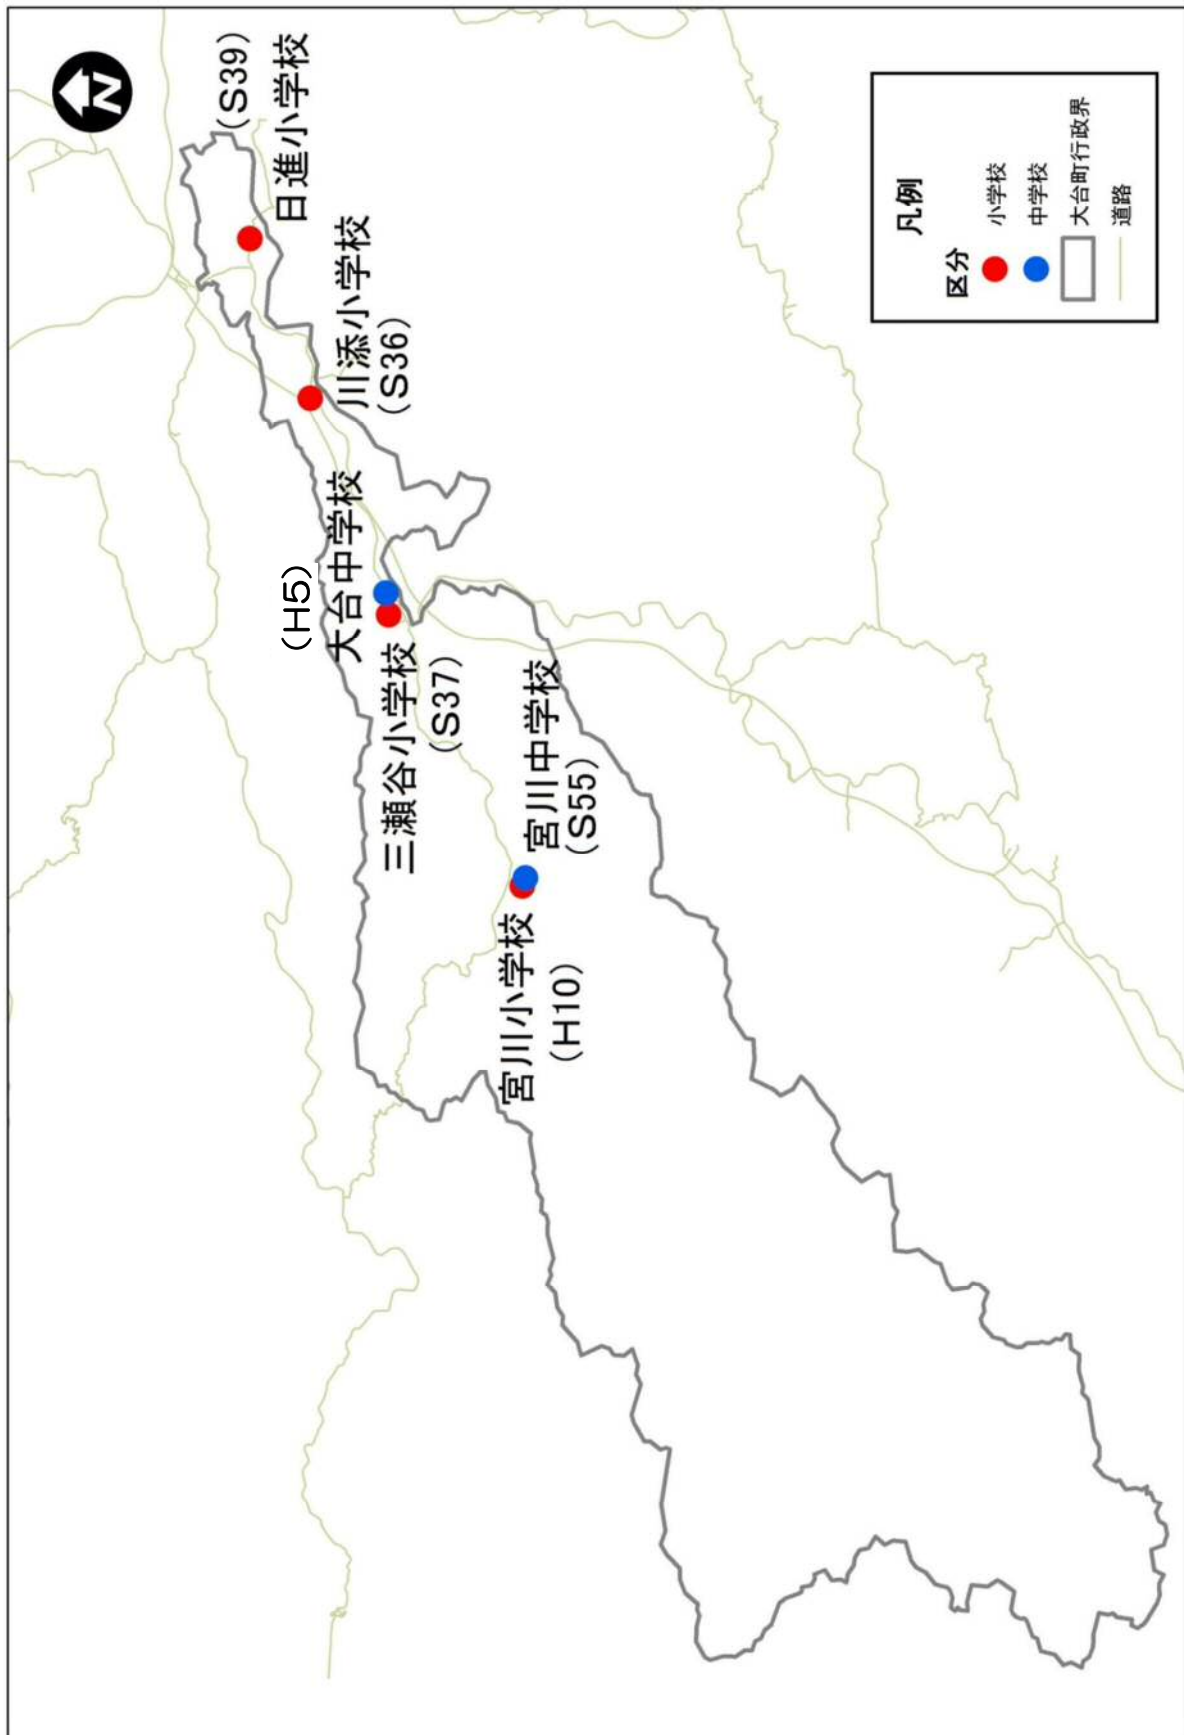 N
(S39)
日進小学校
川添小学校
(S36)
(H5)
大台中学校
三瀬谷小学校
(S37)
宮川中学校
(S55)
宮川小学校
(H10)
凡例
区分
小学校
中学校
大台町行政界
道路